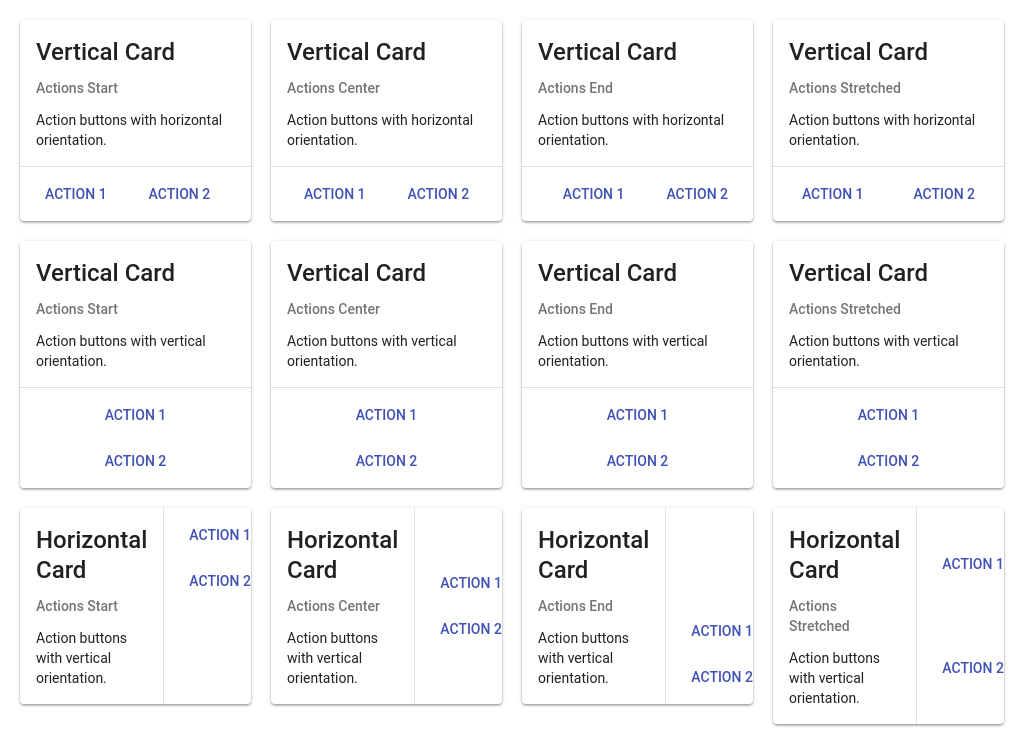 Vertical Card
Actions Start
Action buttons with horizontal
orientation.
ACTION 1 ACTION 2
Vertical Card
Actions Center
Action buttons with horizontal
orientation.
ACTION 1 ACTION 2
Vertical Card
Actions End
Action buttons with horizontal
orientation.
ACTION 1 ACTION 2
Vertical Card
Actions Stretched
Action buttons with horizontal
orientation.
ACTION 1 ACTION 2
Vertical Card
Actions Start
Action buttons with vertical
orientation.
ACTION 1
ACTION 2
Vertical Card
Actions Center
Action buttons with vertical
orientation.
ACTION 1
ACTION 2
Vertical Card
Actions End
Action buttons with vertical
orientation.
ACTION 1
ACTION 2
Vertical Card
Actions Stretched
Action buttons with vertical
orientation.
ACTION 1
ACTION 2
Horizontal
Card
Actions Start
Action buttons
with vertical
orientation.
ACTION 1
ACTION 2
Horizontal
Card
Actions Center
Action buttons
with vertical
orientation.
ACTION 1
ACTION 2
Horizontal
Card
Actions End
Action buttons
with vertical
orientation.
ACTION 1
ACTION 2
Horizontal
Card
Actions
Stretched
Action buttons
with vertical
orientation.
ACTION 1
ACTION 2